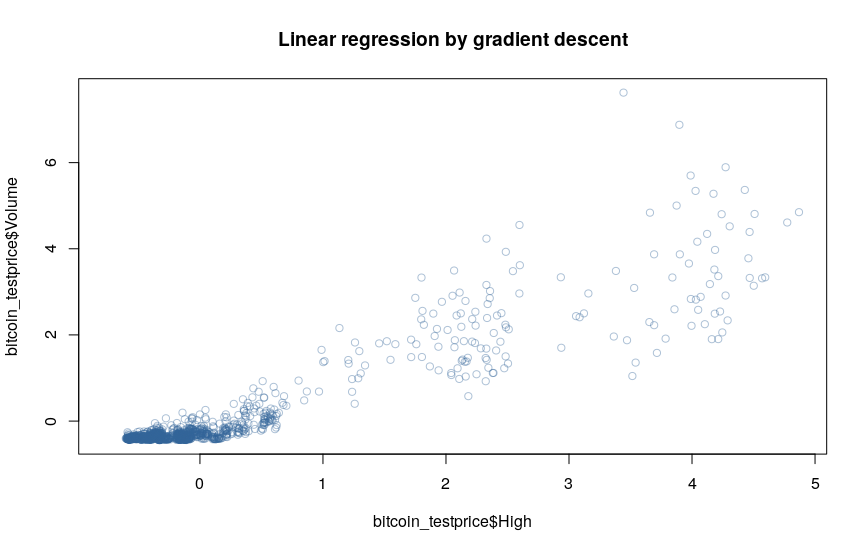 Linear regression by gradient descent
bitcoin_testprice$Volume
6
4
2
0
0 1 2 3 4 5
bitcoin_testprice$High